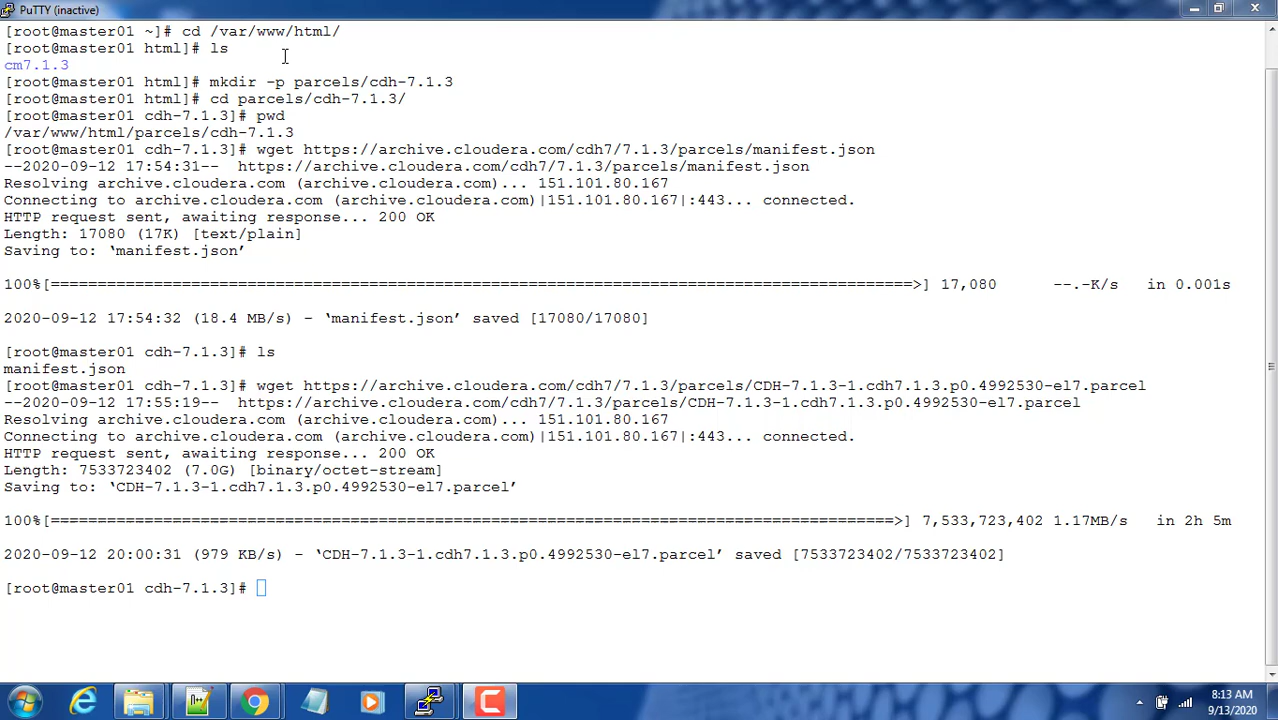 PuTTY (inactive)
[root@master01 ~]# cd /var/www/html/
[root@master01 html]# ls
cm7.1.3
[root@master01 html]# mkdir -p parcels/cdh-7.1.3
[root@master01 html]# cd parcels/cdh-7.1.3/
[root@master01 cdh-7.1.3]# pwd
/var/www/html/parcels/cdh-7.1.3
[root@master01 cdh-7.1.3]# wget https://archive.cloudera.com/cdh7/7.1.3/parcels/manifest.json
--2020-09-12 17:54:31--  https://archive.cloudera.com/cdh7/7.1.3/parcels/manifest.json
Resolving archive.cloudera.com (archive.cloudera.com)... 151.101.80.167
Connecting to archive.cloudera.com (archive.cloudera.com)|151.101.80.167|:443... connected.
HTTP request sent, awaiting response... 200 OK
Length: 17080 (17K) [text/plain]
Saving to: ‘manifest.json’
100%[============================================================================================>] 17,080      --.-K/s   in 0.001s
2020-09-12 17:54:32 (18.4 MB/s) - ‘manifest.json’ saved [17080/17080]
[root@master01 cdh-7.1.3]# ls
manifest.json
[root@master01 cdh-7.1.3]# wget https://archive.cloudera.com/cdh7/7.1.3/parcels/CDH-7.1.3-1.cdh7.1.3.p0.4992530-el7.parcel
--2020-09-12 17:55:19--  https://archive.cloudera.com/cdh7/7.1.3/parcels/CDH-7.1.3-1.cdh7.1.3.p0.4992530-el7.parcel
Resolving archive.cloudera.com (archive.cloudera.com)... 151.101.80.167
Connecting to archive.cloudera.com (archive.cloudera.com)|151.101.80.167|:443... connected.
HTTP request sent, awaiting response... 200 OK
Length: 7533723402 (7.0G) [binary/octet-stream]
Saving to: ‘CDH-7.1.3-1.cdh7.1.3.p0.4992530-el7.parcel’
100%[==========================================================================================>] 7,533,723,402 1.17MB/s   in 2h 5m
2020-09-12 20:00:31 (979 KB/s) - ‘CDH-7.1.3-1.cdh7.1.3.p0.4992530-el7.parcel’ saved [7533723402/7533723402]
[root@master01 cdh-7.1.3]#
8:13 AM
9/13/2020